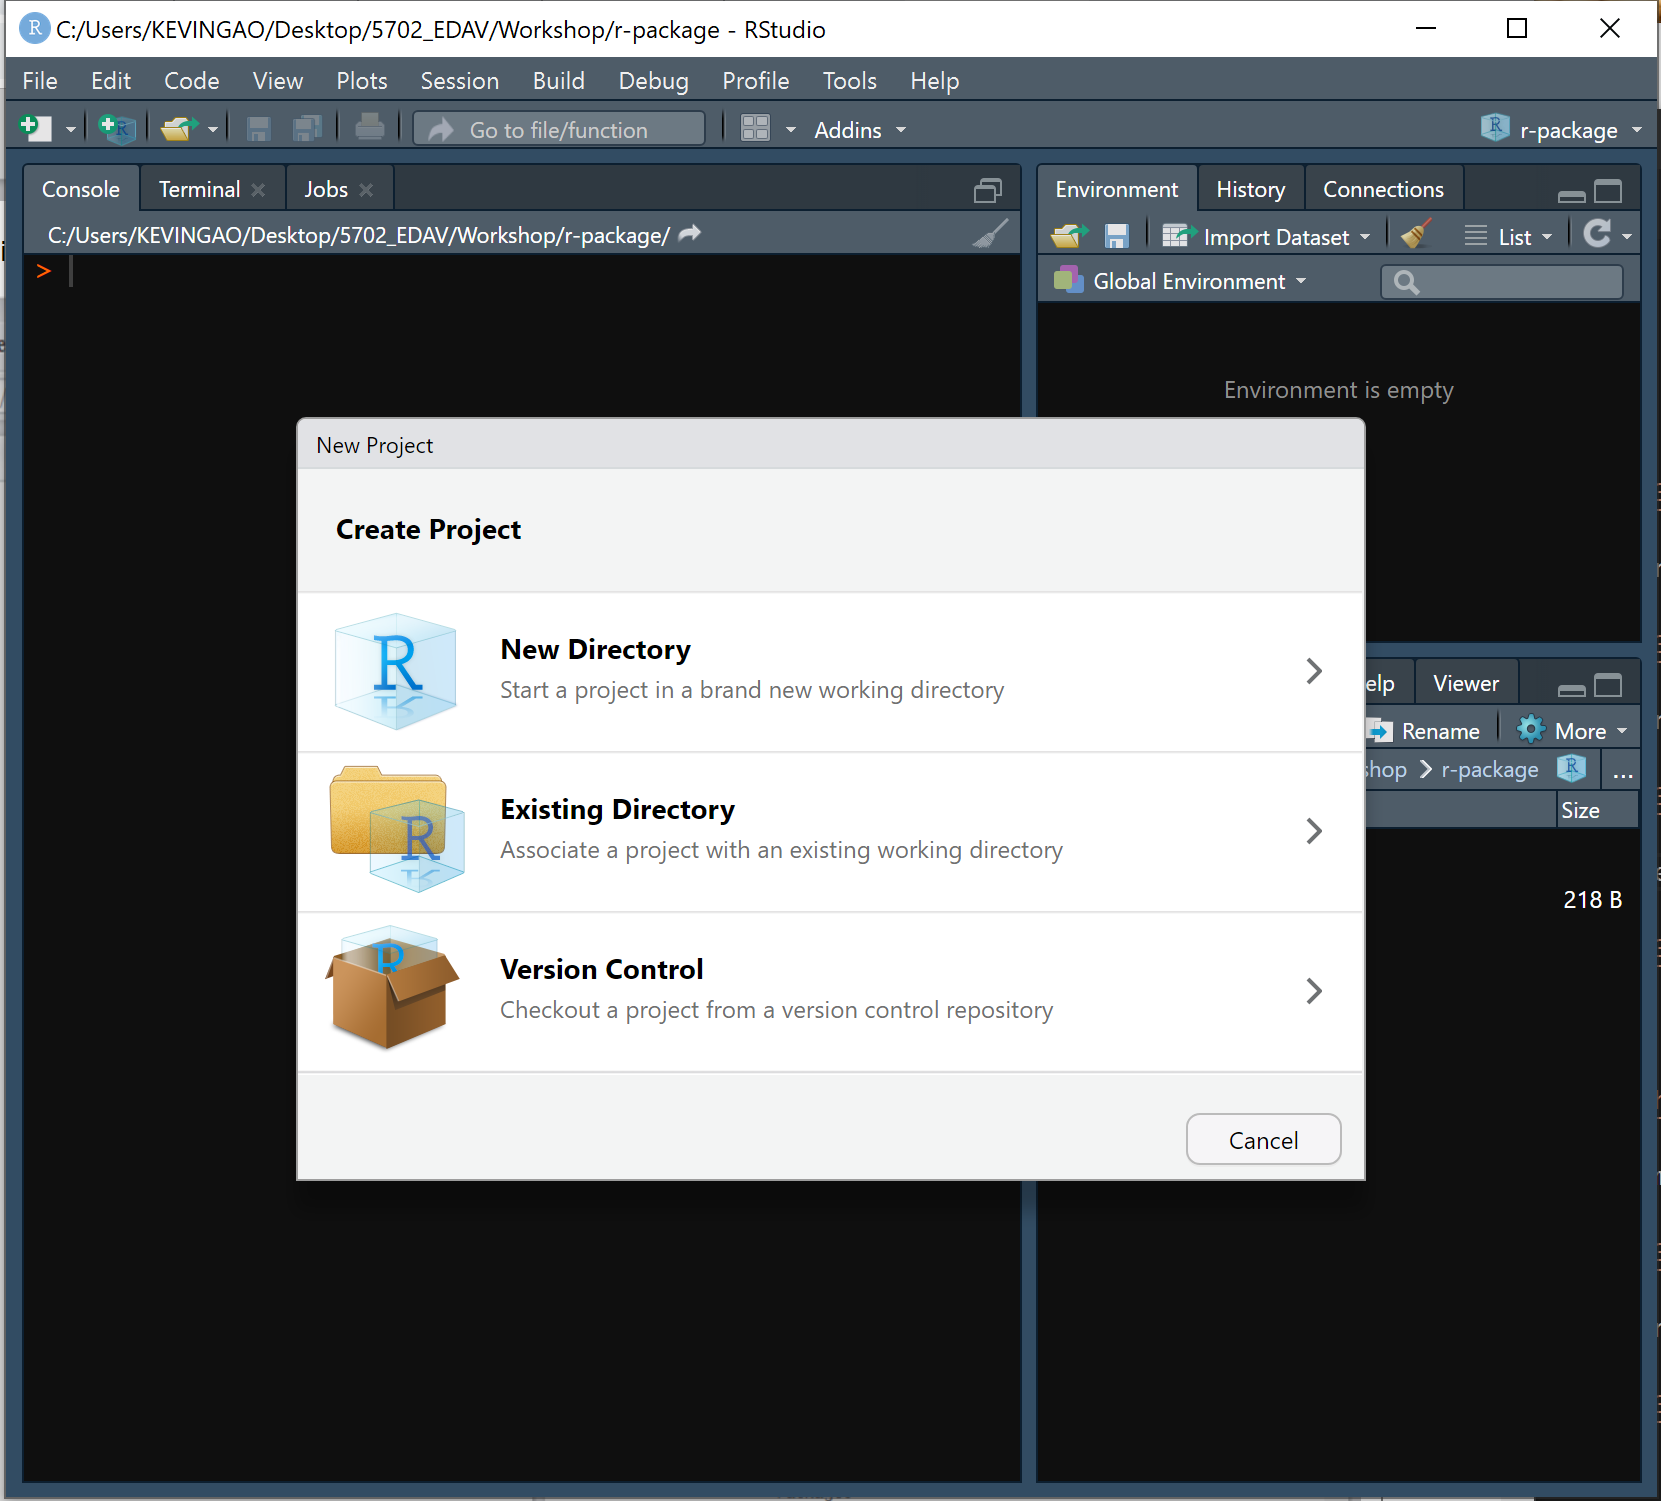 C:/Users/KEVINGAO/Desktop/5702_EDAV/Workshop/r-package - RStudio
File Edit Code View Plots Session Build Debug Profile Tools Help
Go to file/function Addins r-package
Console Terminal Jobs
C:/Users/KEVINGAO/Desktop/5702_EDAV/Workshop/r-package/
>
Environment History Connections
Import Dataset List
Global Environment
Environment is empty
New Project
Create Project
New Directory
Start a project in a brand new working directory
Existing Directory
Associate a project with an existing working directory
Version Control
Checkout a project from a version control repository
Cancel
elp Viewer
Rename More
shop r-package ...
Size
218 B